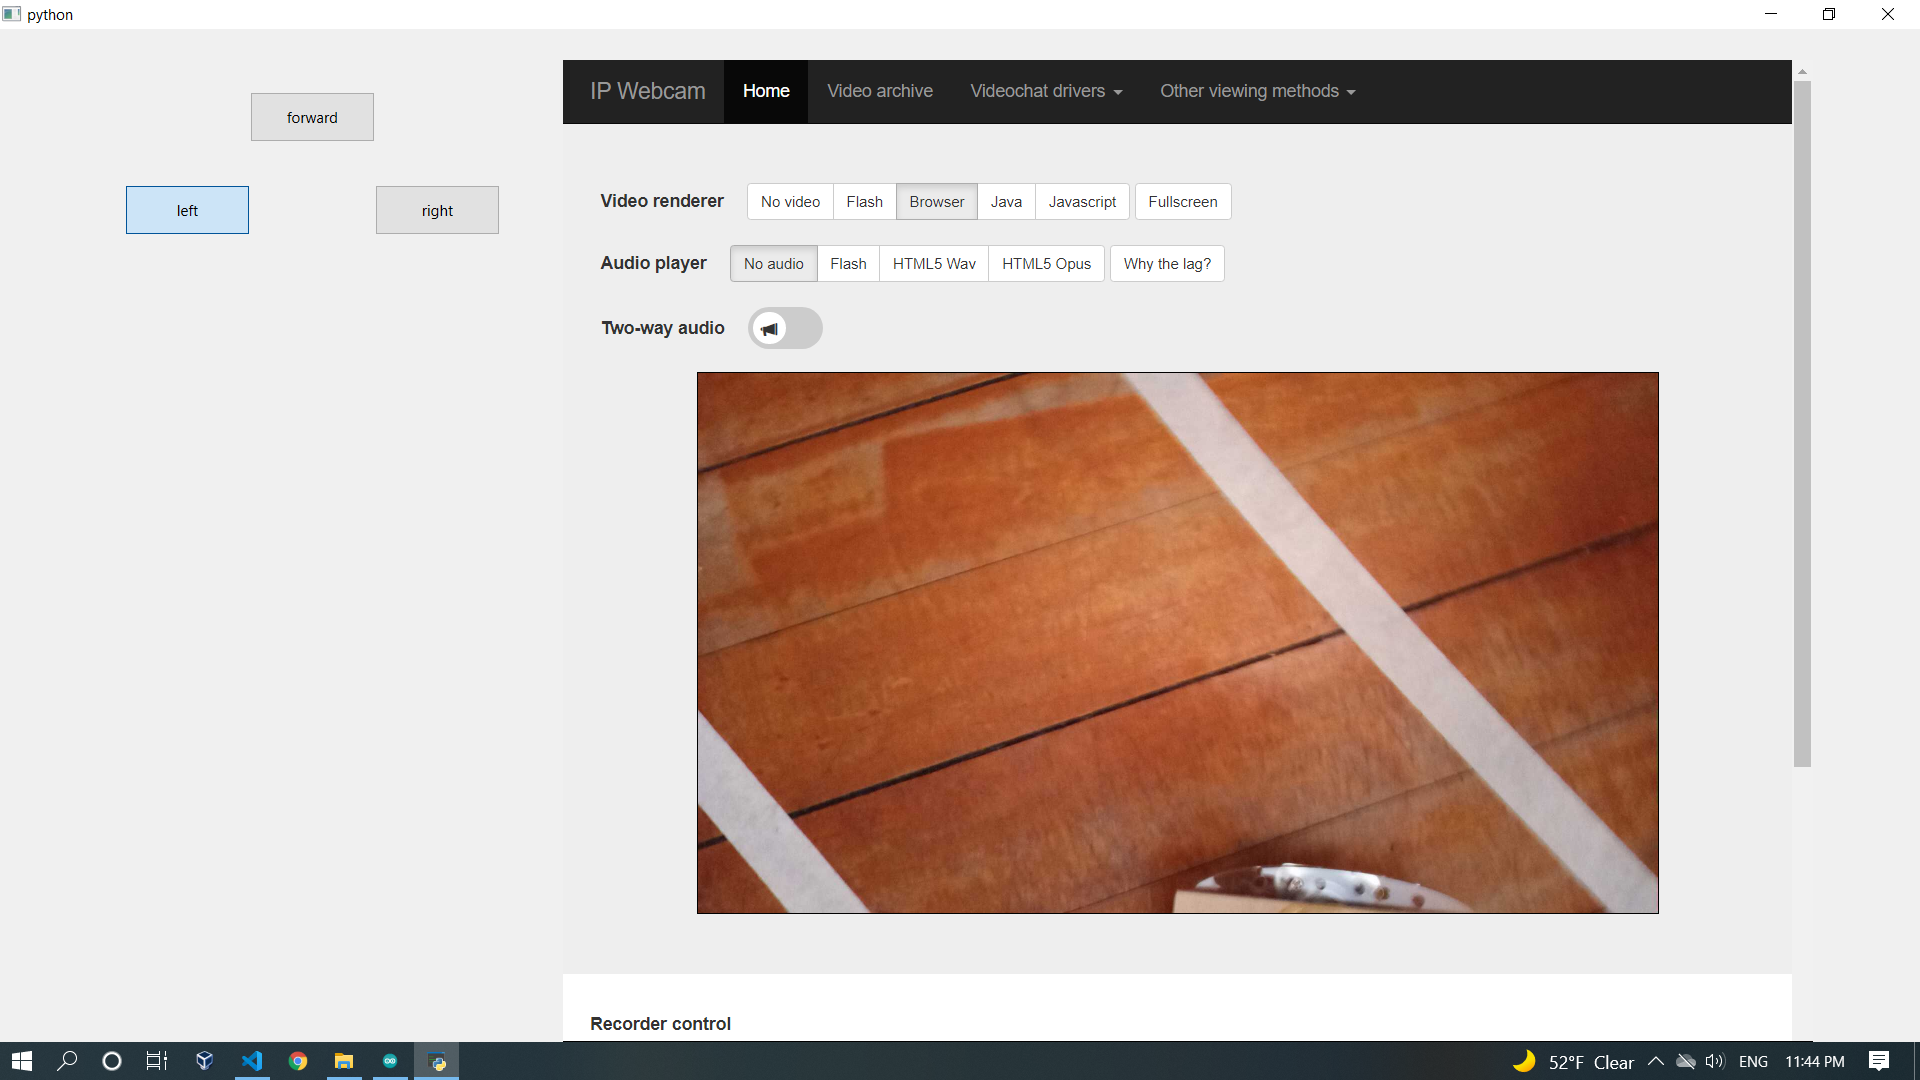 python
forward
left
right
IP Webcam Home Video archive Videochat drivers Other viewing methods
Video renderer No video Flash Browser Java Javascript Fullscreen
Audio player No audio Flash HTML5 Wav HTML5 Opus Why the lag?
Two-way audio
Recorder control
52°F Clear ENG 11:44 PM